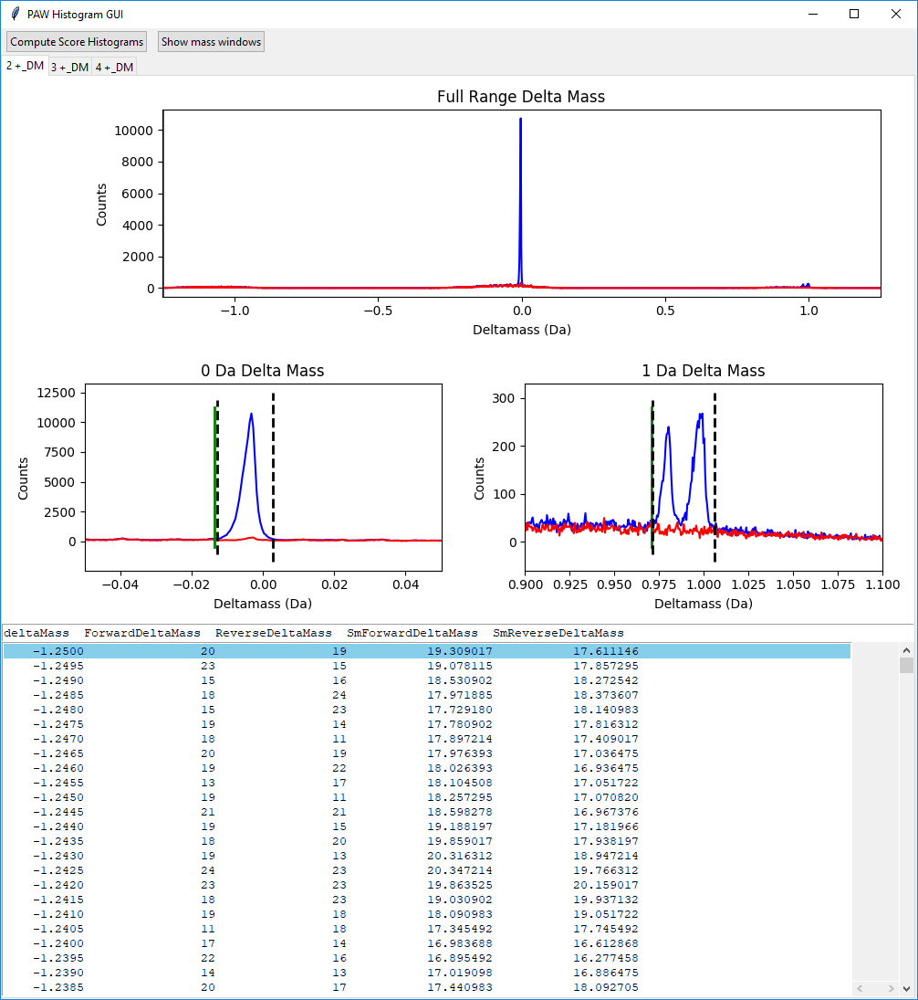 PAW Histogram GUI
Compute Score Histograms Show mass windows
2 +_DM 3 +_DM 4 +_DM
Full Range Delta Mass
10000
8000
6000
4000
2000
0
Counts
−1.0 −0.5 0.0 0.5 1.0
Deltamass (Da)
0 Da Delta Mass
12500
10000
7500
5000
2500
0
Counts
−0.04 −0.02 0.00 0.02 0.04
Deltamass (Da)
1 Da Delta Mass
300
200
100
0
Counts
0.900 0.925 0.950 0.975 1.000 1.025 1.050 1.075 1.100
Deltamass (Da)
deltaMass ForwardDeltaMass ReverseDeltaMass SmForwardDeltaMass SmReverseDeltaMass
-1.2500 20 19 19.309017 17.611146
-1.2495 23 15 19.078115 17.857295
-1.2490 15 16 18.530902 18.272542
-1.2485 18 24 17.971885 18.373607
-1.2480 15 23 17.729180 18.140983
-1.2475 19 14 17.780902 17.816312
-1.2470 18 11 17.897214 17.409017
-1.2465 20 19 17.976393 17.036475
-1.2460 19 22 18.026393 16.936475
-1.2455 13 17 18.104508 17.051722
-1.2450 19 11 18.257295 17.070820
-1.2445 21 21 18.598278 16.967376
-1.2440 19 15 19.188197 17.181966
-1.2435 18 20 19.859017 17.938197
-1.2430 19 13 20.316312 18.947214
-1.2425 24 23 20.347214 19.766312
-1.2420 23 23 19.863525 20.159017
-1.2415 18 23 19.030902 19.937132
-1.2410 19 18 18.090983 19.051722
-1.2405 11 18 17.345492 17.745492
-1.2400 17 14 16.983688 16.612868
-1.2395 22 16 16.895492 16.277458
-1.2390 14 13 17.019098 16.886475
-1.2385 20 17 17.440983 18.092705